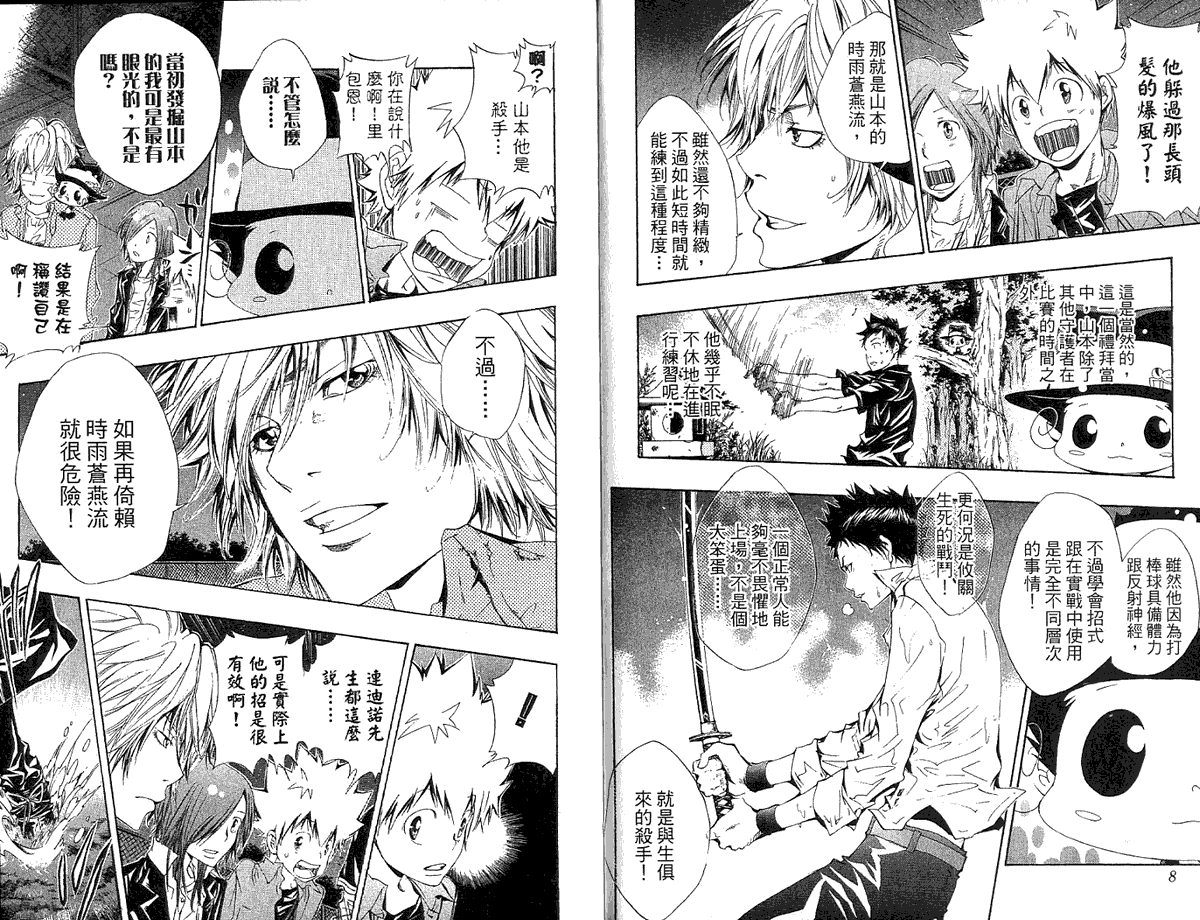 他躲過那長頭
髮的爆風了！
那就是山本的
時雨蒼燕流，
雖然還不夠精緻，
不過如此短時間就
能練到這種程度…
這是當然的，
這一個禮拜當
中，山本除了
其他守護者在
比賽的時間之
外
他幾乎不眠
不休地在進
行練習呢…
雖然他因為打
棒球具備體力
跟反射神經，
不過學會招式
跟在實戰中使用
是完全不同層次
的事情！
更何況是攸關
生死的戰鬥！
一個正常人能
夠毫不畏懼地
上場，不是個
大笨蛋……
就是與生俱
來的殺手！
8
啊？
山本他是
殺手…
你在說什
麼啊！里
包恩！
不管怎麼
說……
當初發掘山本
的我可是最有
眼光的，不是
嗎？
結果是在
稱讚自己
啊！
不過……
如果再倚賴
時雨蒼燕流
就很危險！
!!
連迪諾先
生都這麼
說……
可是實際上
他的招是很
有效啊！